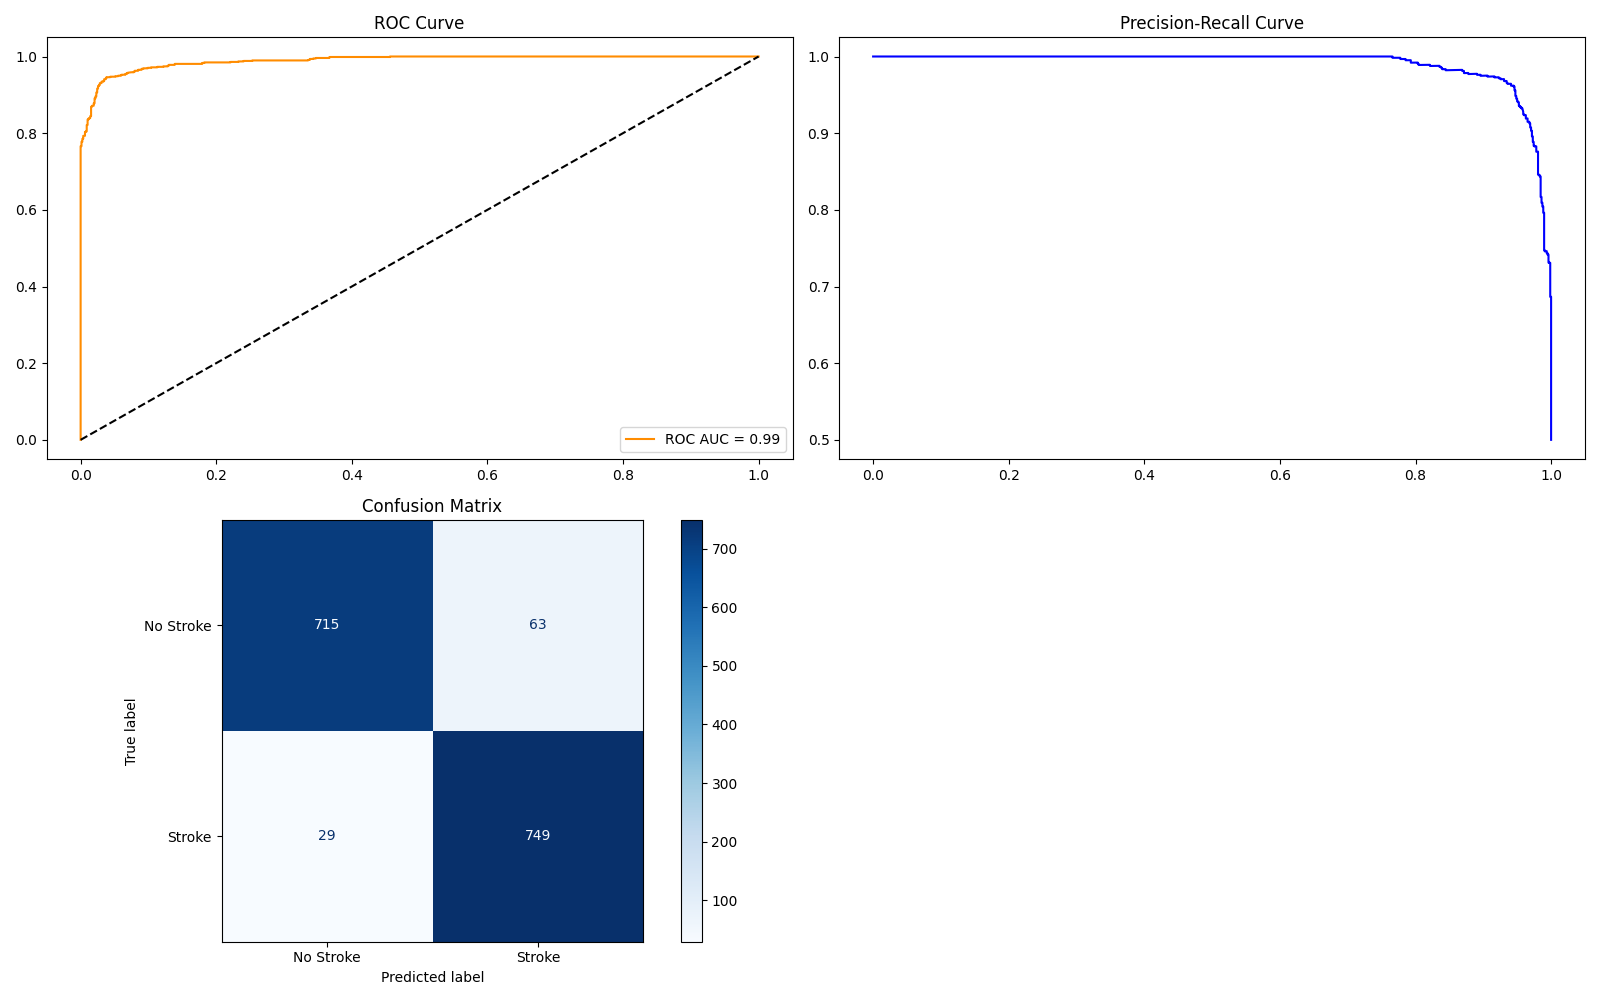 ROC Curve
1.0
0.8
0.6
0.4
0.2
0.0
0.0 0.2 0.4 0.6 0.8 1.0
ROC AUC = 0.99
Precision-Recall Curve
1.0
0.9
0.8
0.7
0.6
0.5
0.0 0.2 0.4 0.6 0.8 1.0
Confusion Matrix
True label
No Stroke
Stroke
715 63
29 749
No Stroke Stroke
Predicted label
700
600
500
400
300
200
100